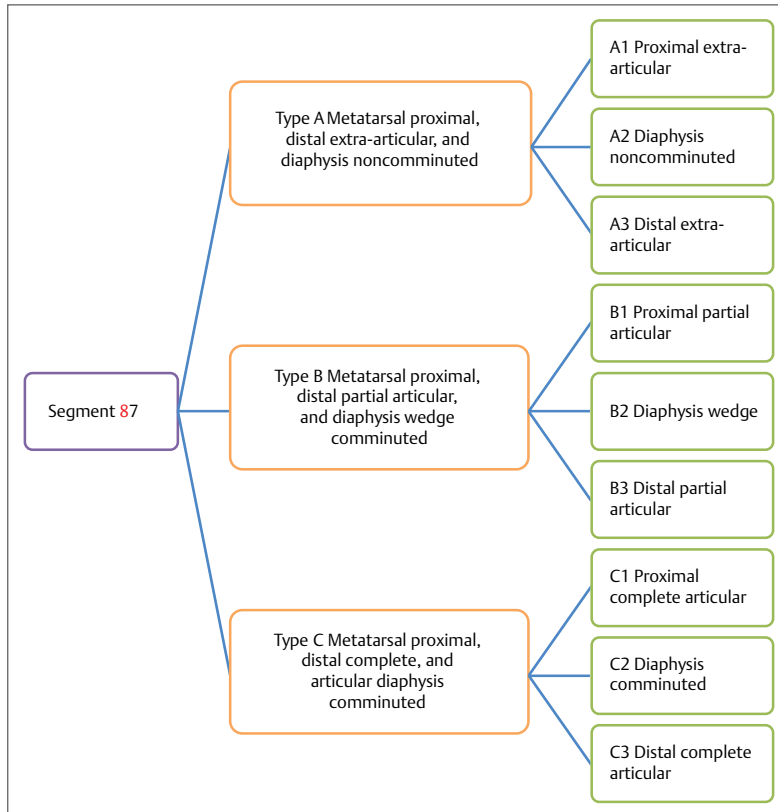 Segment 87
Type A Metatarsal proximal,
distal extra-articular, and
diaphysis noncomminuted
A1 Proximal extra-
articular
A2 Diaphysis
noncomminuted
A3 Distal extra-
articular
Type B Metatarsal proximal,
distal partial articular,
and diaphysis wedge
comminuted
B1 Proximal partial
articular
B2 Diaphysis wedge
B3 Distal partial
articular
Type C Metatarsal proximal,
distal complete, and
articular diaphysis
comminuted
C1 Proximal
complete articular
C2 Diaphysis
comminuted
C3 Distal complete
articular